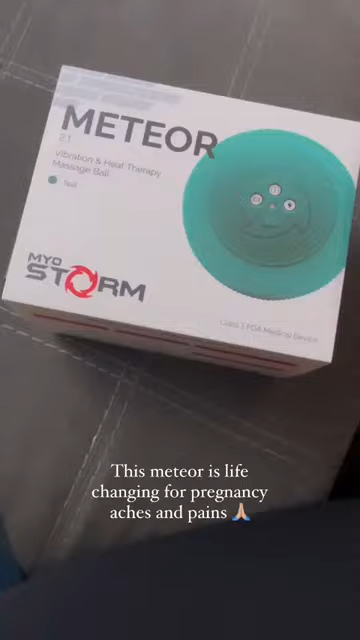 METEOR
2.1
Vibration & Heat Therapy
Massage Ball
Teal
MYO
STORM
Class 1 FDA Medical Device
This meteor is life
changing for pregnancy
aches and pains 🙏🏼